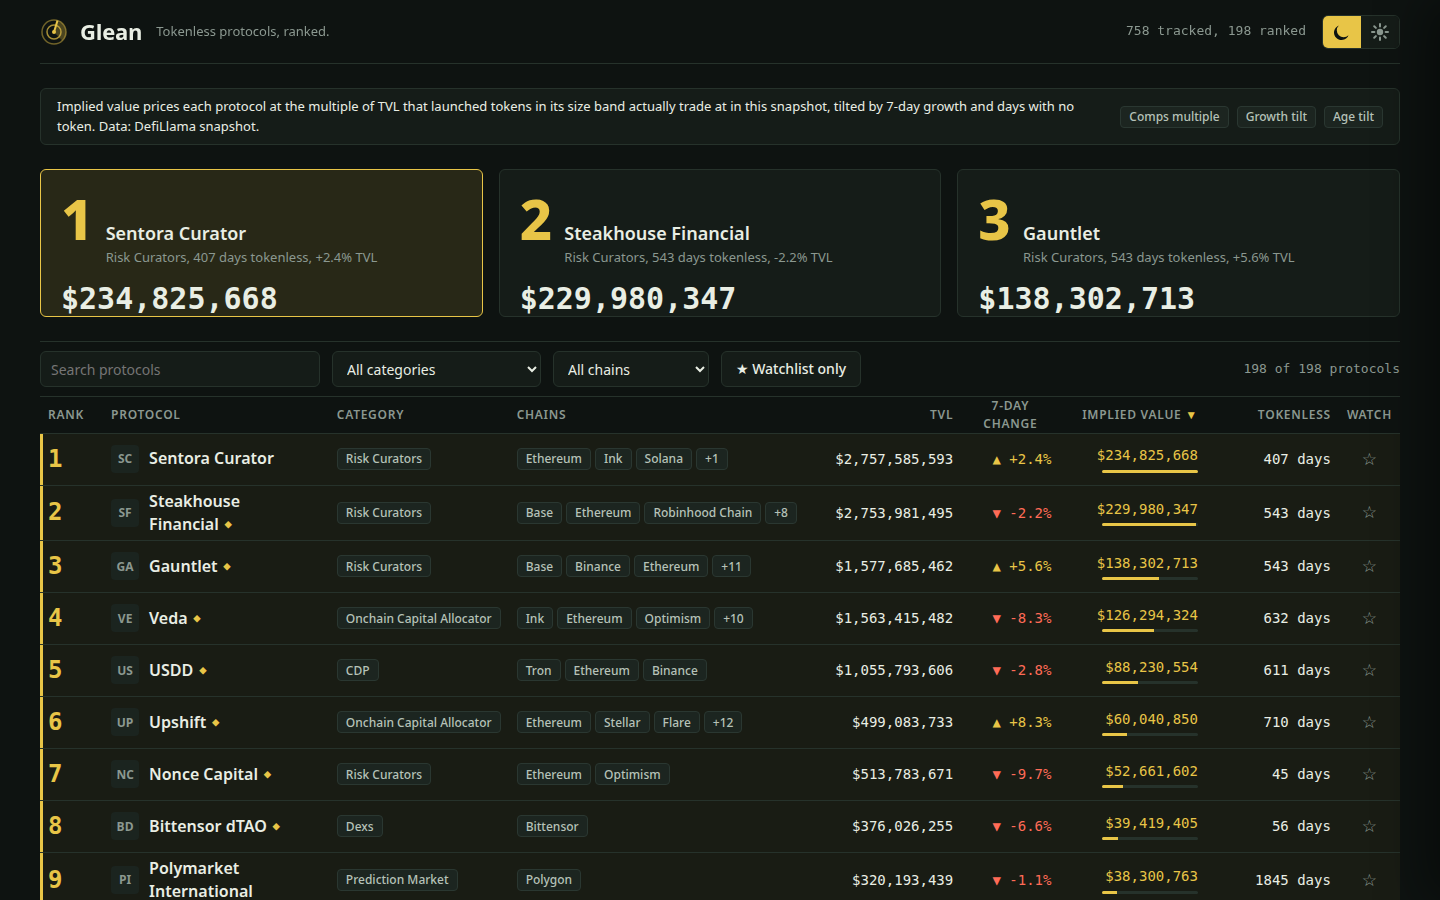 Glean Tokenless protocols, ranked. 758 tracked, 198 ranked
Implied value prices each protocol at the multiple of TVL that launched tokens in its size band actually trade at in this snapshot, tilted by 7-day growth and days with no
token. Data: DefiLlama snapshot.
Comps multiple Growth tilt Age tilt
1 Sentora Curator
Risk Curators, 407 days tokenless, +2.4% TVL
$234,825,668
2 Steakhouse Financial
Risk Curators, 543 days tokenless, -2.2% TVL
$229,980,347
3 Gauntlet
Risk Curators, 543 days tokenless, +5.6% TVL
$138,302,713
Search protocols All categories All chains ★ Watchlist only 198 of 198 protocols
RANK PROTOCOL CATEGORY CHAINS TVL 7-DAY CHANGE IMPLIED VALUE ▼ TOKENLESS WATCH
1 SC Sentora Curator Risk Curators Ethereum Ink Solana +1 $2,757,585,593 ▲ +2.4% $234,825,668 407 days ☆
2 SF Steakhouse Financial ◆ Risk Curators Base Ethereum Robinhood Chain +8 $2,753,981,495 ▼ -2.2% $229,980,347 543 days ☆
3 GA Gauntlet ◆ Risk Curators Base Binance Ethereum +11 $1,577,685,462 ▲ +5.6% $138,302,713 543 days ☆
4 VE Veda ◆ Onchain Capital Allocator Ink Ethereum Optimism +10 $1,563,415,482 ▼ -8.3% $126,294,324 632 days ☆
5 US USDD ◆ CDP Tron Ethereum Binance $1,055,793,606 ▼ -2.8% $88,230,554 611 days ☆
6 UP Upshift ◆ Onchain Capital Allocator Ethereum Stellar Flare +12 $499,083,733 ▲ +8.3% $60,040,850 710 days ☆
7 NC Nonce Capital ◆ Risk Curators Ethereum Optimism $513,783,671 ▼ -9.7% $52,661,602 45 days ☆
8 BD Bittensor dTAO ◆ Dexs Bittensor $376,026,255 ▼ -6.6% $39,419,405 56 days ☆
9 PI Polymarket International Prediction Market Polygon $320,193,439 ▼ -1.1% $38,300,763 1845 days ☆